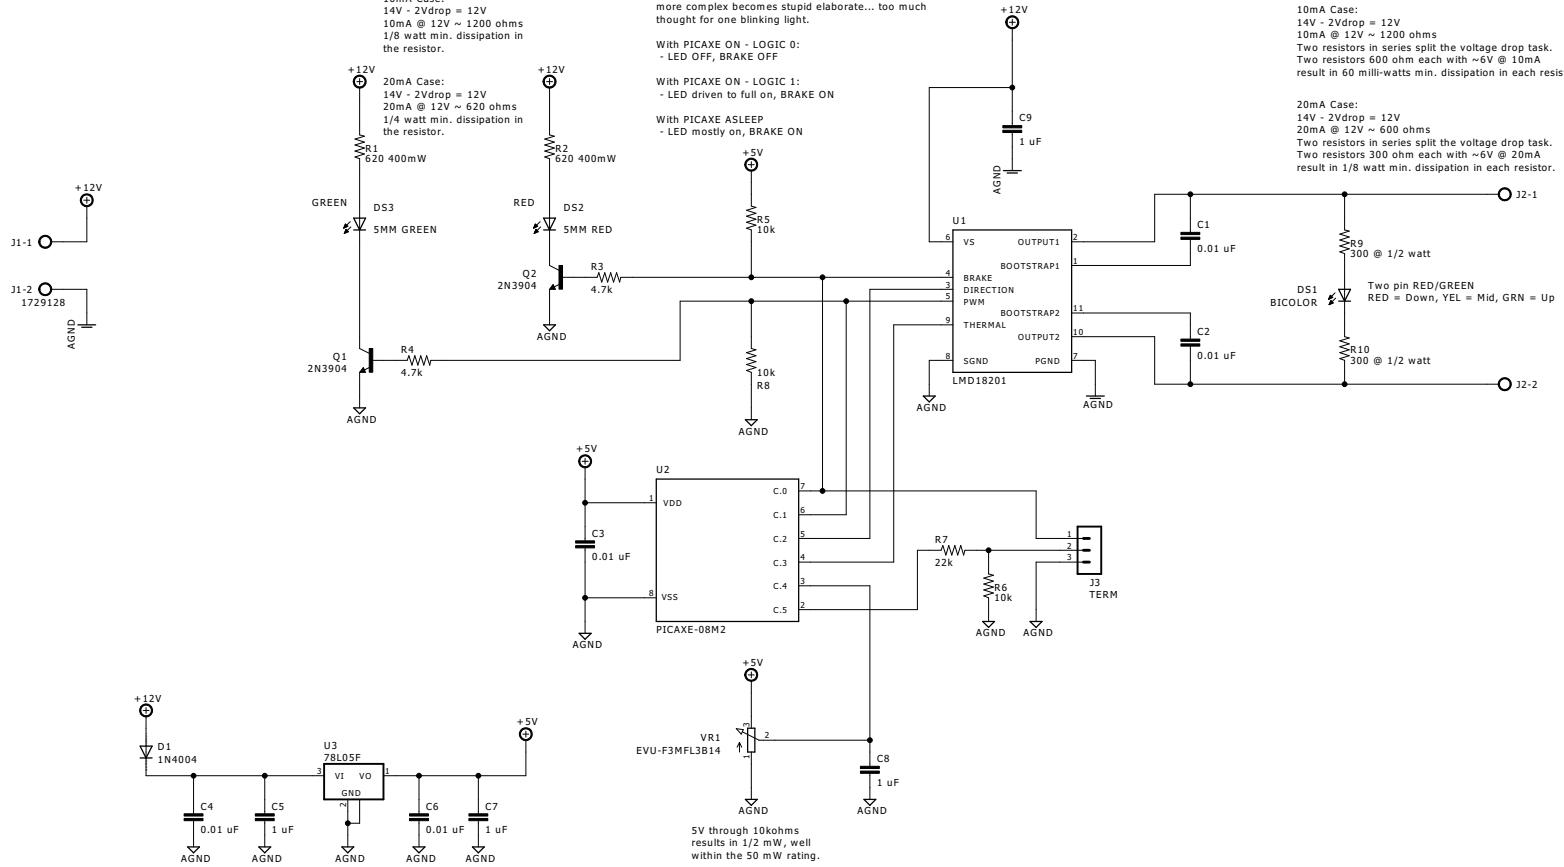 10mA Case:
14V - 2Vdrop = 12V
10mA @ 12V ~ 1200 ohms
1/8 watt min. dissipation in
the resistor.
20mA Case:
14V - 2Vdrop = 12V
20mA @ 12V ~ 620 ohms
1/4 watt min. dissipation in
the resistor.
more complex becomes stupid elaborate... too much
thought for one blinking light.
With PICAXE ON - LOGIC 0:
- LED OFF, BRAKE OFF
With PICAXE ON - LOGIC 1:
- LED driven to full on, BRAKE ON
With PICAXE ASLEEP
- LED mostly on, BRAKE ON
10mA Case:
14V - 2Vdrop = 12V
10mA @ 12V ~ 1200 ohms
Two resistors in series split the voltage drop task.
Two resistors 600 ohm each with ~6V @ 10mA
result in 60 milli-watts min. dissipation in each resis
20mA Case:
14V - 2Vdrop = 12V
20mA @ 12V ~ 600 ohms
Two resistors in series split the voltage drop task.
Two resistors 300 ohm each with ~6V @ 20mA
result in 1/8 watt min. dissipation in each resistor.
+12V
J1-1
J1-2
1729128
AGND
+12V
R1
620 400mW
GREEN
DS3
5MM GREEN
Q1
2N3904
AGND
R4
4.7k
+12V
R2
620 400mW
RED
DS2
5MM RED
Q2
2N3904
AGND
R3
4.7k
+5V
R5
10k
10k
R8
AGND
+12V
C9
1 uF
AGND
U1
6 VS
4 BRAKE
3 DIRECTION
5 PWM
9 THERMAL
8 SGND
OUTPUT1 2
BOOTSTRAP1 1
BOOTSTRAP2 11
OUTPUT2 10
PGND 7
LMD18201
AGND
AGND
C1
0.01 uF
C2
0.01 uF
R9
300 @ 1/2 watt
DS1
BICOLOR
Two pin RED/GREEN
RED = Down, YEL = Mid, GRN = Up
R10
300 @ 1/2 watt
J2-1
J2-2
+5V
C3
0.01 uF
AGND
U2
1 VDD
8 VSS
C.0 7
C.1 6
C.2 5
C.3 4
C.4 3
C.5 2
PICAXE-08M2
R7
22k
R6
10k
AGND
AGND
1
2
3
J3
TERM
+5V
VR1
EVU-F3MFL3B14
3
2
1
AGND
C8
1 uF
AGND
5V through 10kohms
results in 1/2 mW, well
within the 50 mW rating.
+12V
D1
1N4004
C4
0.01 uF
AGND
C5
1 uF
AGND
U3
78L05F
3 VI VO 1
GND
2
AGND
C6
0.01 uF
AGND
C7
1 uF
AGND
+5V